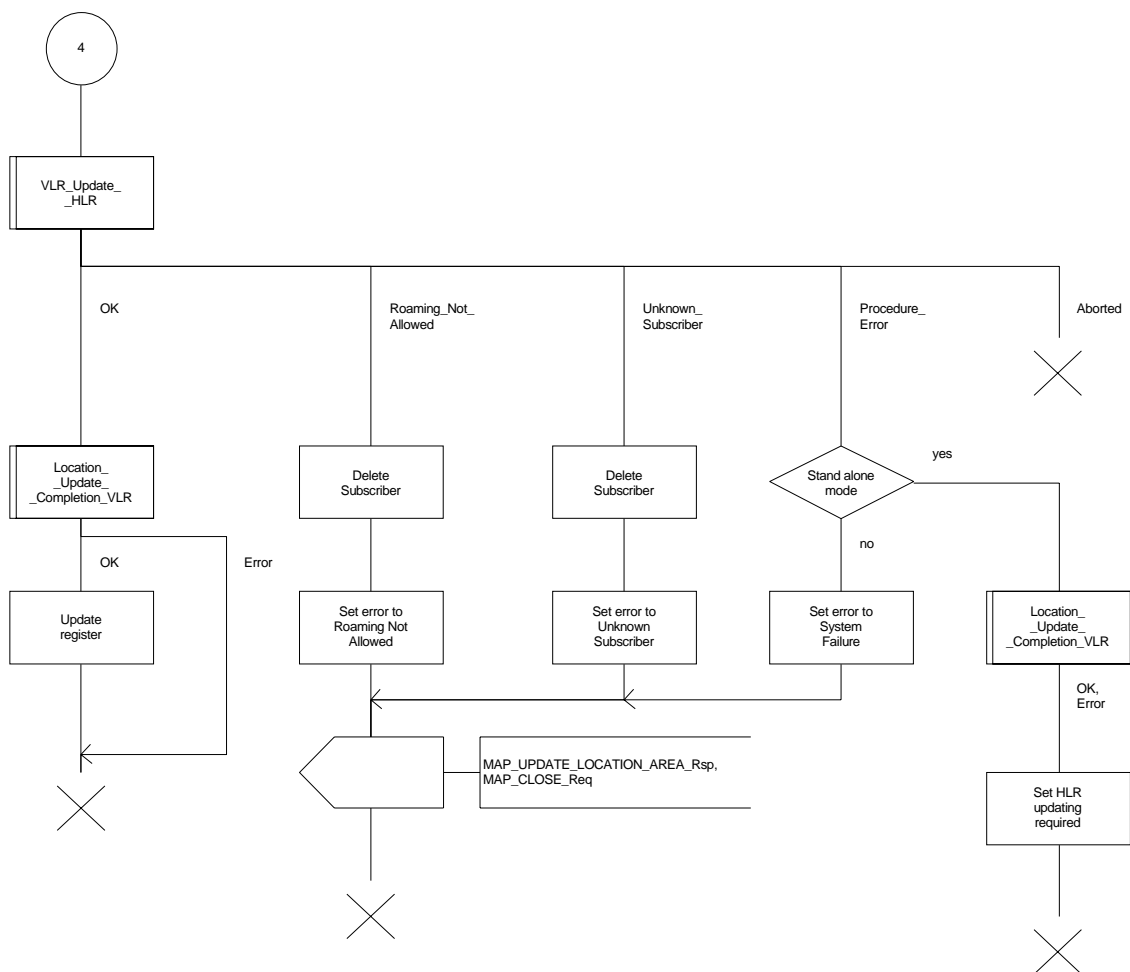 4
VLR_Update_
_HLR
OK
Roaming_Not_
Allowed
Unknown_
Subscriber
Procedure_
Error
Aborted
Location_
_Update_
_Completion_VLR
Delete
Subscriber
Delete
Subscriber
Stand alone
mode
yes
OK
Error
no
Update
register
Set error to
Roaming Not
Allowed
Set error to
Unknown
Subscriber
Set error to
System
Failure
Location_
_Update_
_Completion_VLR
OK,
Error
MAP_UPDATE_LOCATION_AREA_Rsp,
MAP_CLOSE_Req
Set HLR
updating
required